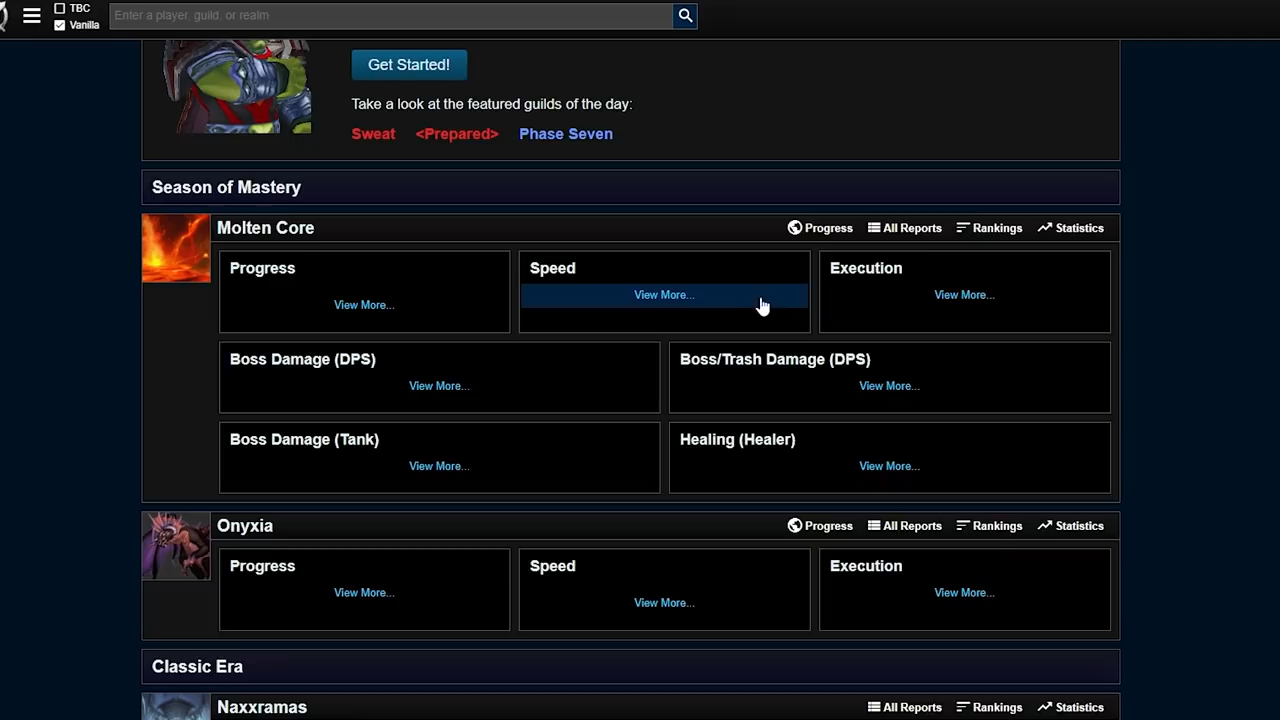 TBC
Vanilla
Enter a player, guild, or realm
Get Started!
Take a look at the featured guilds of the day:
Sweat <Prepared> Phase Seven
Season of Mastery
Molten Core Progress All Reports Rankings Statistics
Progress Speed Execution
View More... View More... View More...
Boss Damage (DPS) Boss/Trash Damage (DPS)
View More... View More...
Boss Damage (Tank) Healing (Healer)
View More... View More...
Onyxia Progress All Reports Rankings Statistics
Progress Speed Execution
View More... View More... View More...
Classic Era
Naxxramas All Reports Rankings Statistics